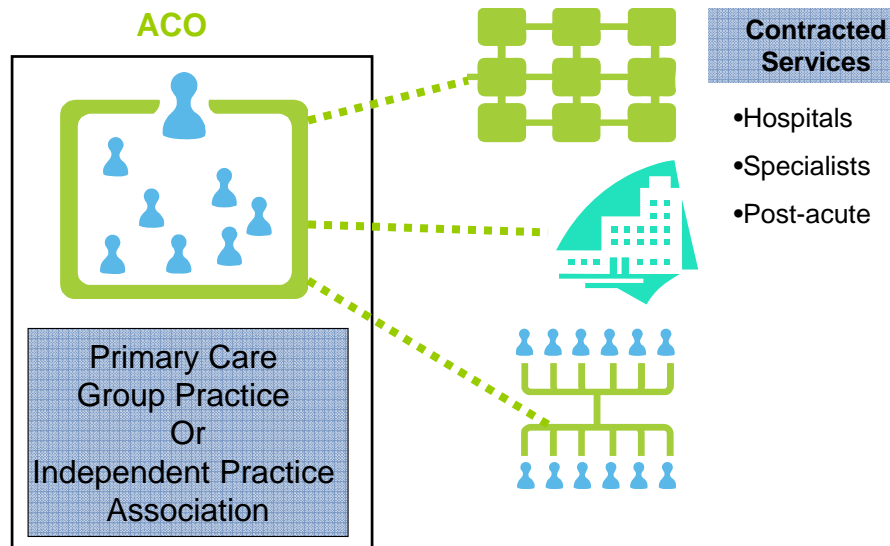 ACO
Contracted
Services
•Hospitals
•Specialists
•Post-acute
Primary Care
Group Practice
Or
Independent Practice
Association